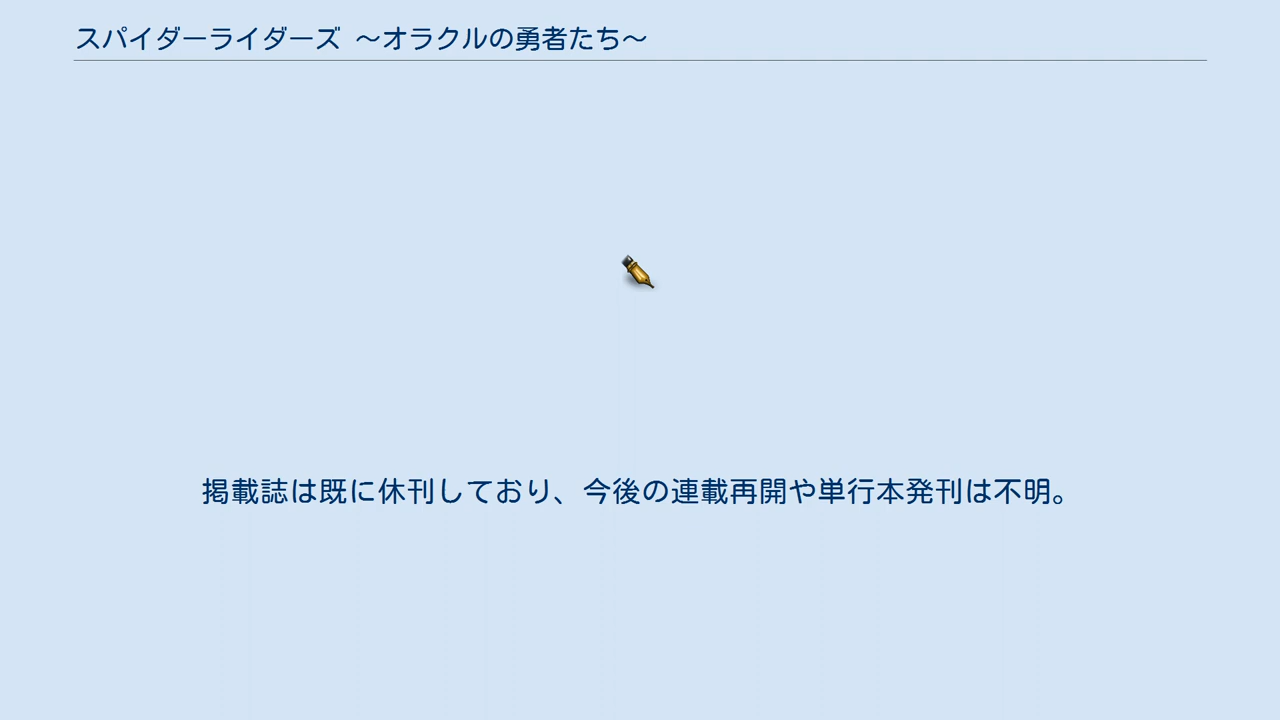 スパイダーライダーズ ～オラクルの勇者たち～
掲載誌は既に休刊しており、今後の連載再開や単行本発刊は不明。